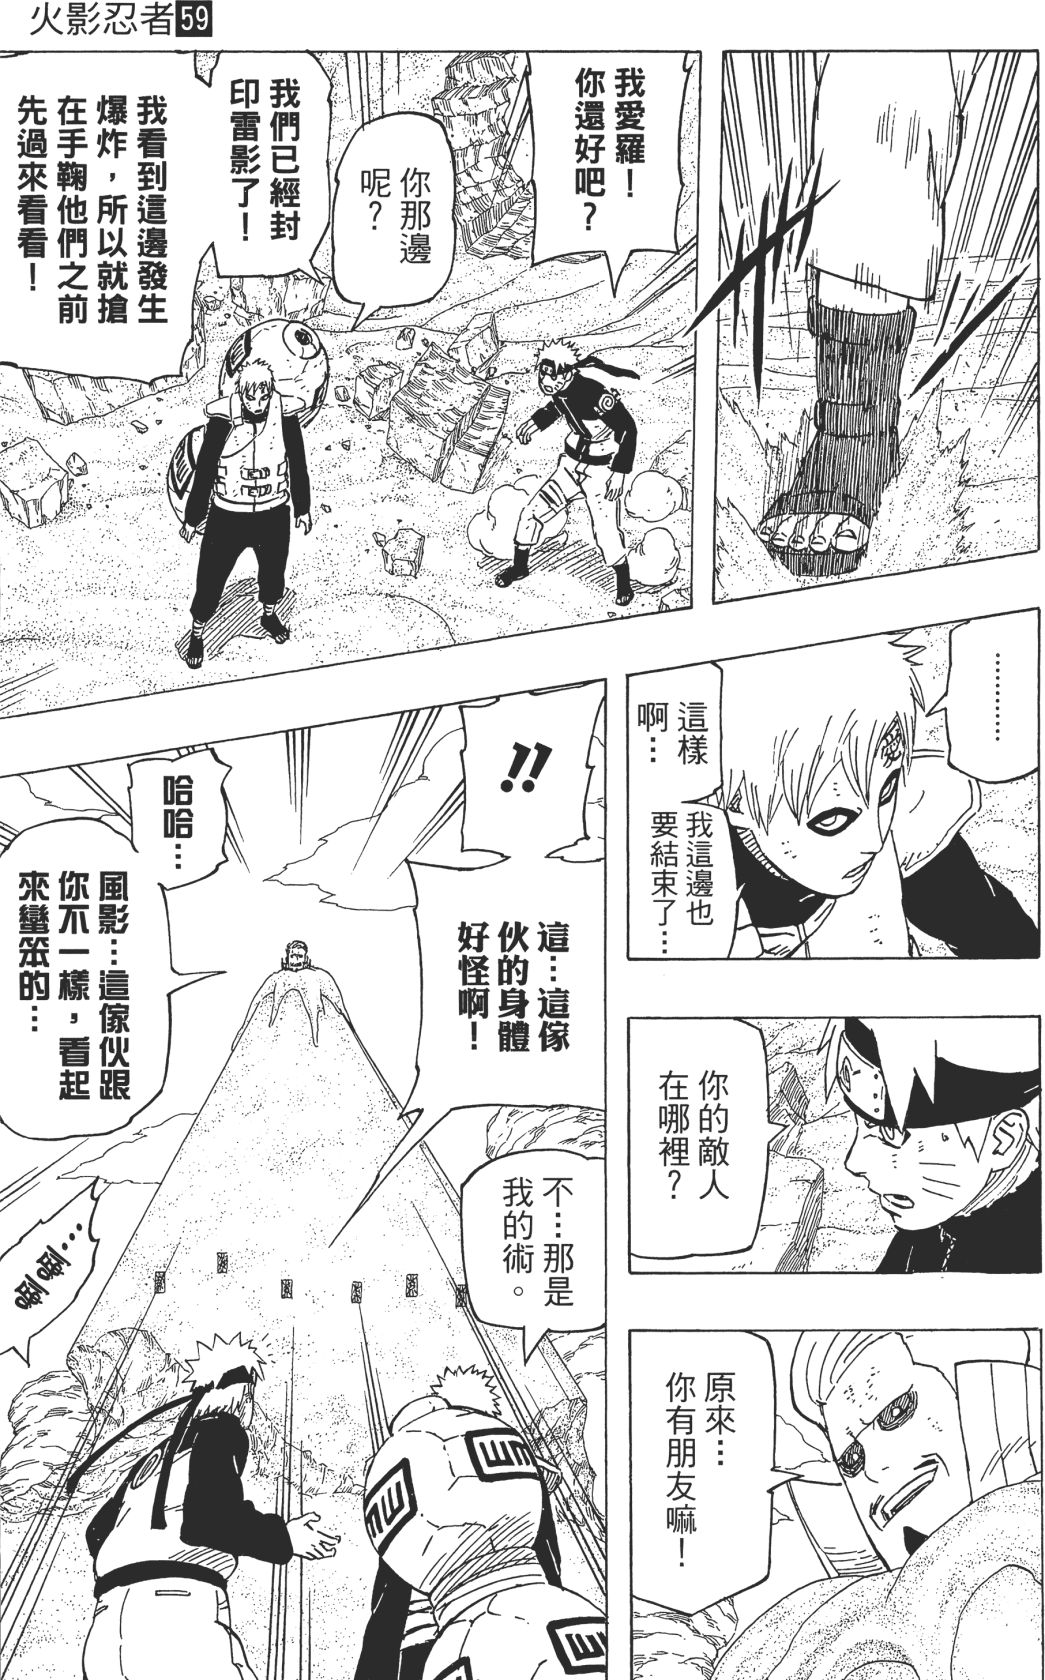 火影忍者59
我愛羅！
你還好吧？
你那邊
呢？
我們已經封
印雷影了！
我看到這邊發生
爆炸，所以就搶
在手鞠他們之前
先過來看看！
…………
這樣
啊…
我這邊也
要結束了…
愛
你的敵人
在哪裡？
原來…
你有朋友嘛！
!!
這…這傢
伙的身體
好怪啊！
不…那是
我的術。
哈哈…
風影…這傢伙跟
你不一樣，看起
來蠻笨的…